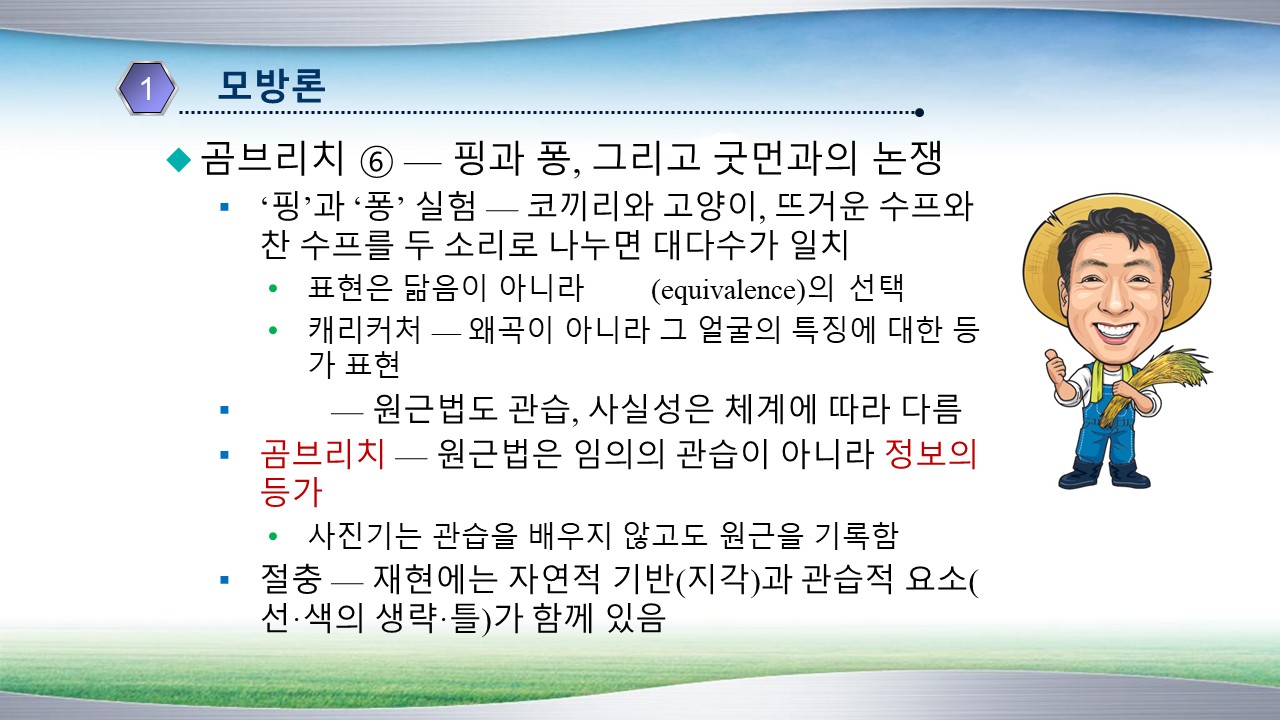 1 모방론
곰브리치 ⑥ — 핑과 퐁, 그리고 굿먼과의 논쟁
‘핑’과 ‘퐁’ 실험 — 코끼리와 고양이, 뜨거운 수프와
찬 수프를 두 소리로 나누면 대다수가 일치
표현은 닮음이 아니라 (equivalence)의 선택
캐리커처 — 왜곡이 아니라 그 얼굴의 특징에 대한 등
가 표현
— 원근법도 관습, 사실성은 체계에 따라 다름
곰브리치 — 원근법은 임의의 관습이 아니라 정보의
등가
사진기는 관습을 배우지 않고도 원근을 기록함
절충 — 재현에는 자연적 기반(지각)과 관습적 요소(
선·색의 생략·틀)가 함께 있음